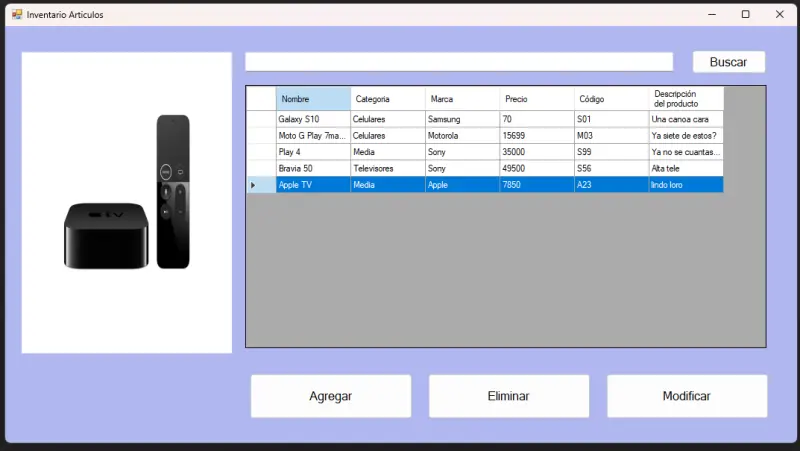 Inventario Articulos
Buscar
Nombre Categoria Marca Precio Código Descripción del producto
Galaxy S10 Celulares Samsung 70 S01 Una canoa cara
Moto G Play 7ma... Celulares Motorola 15699 M03 Ya siete de estos?
Play 4 Media Sony 35000 S99 Ya no se cuantas...
Bravia 50 Televisores Sony 49500 S56 Alta tele
Apple TV Media Apple 7850 A23 lindo loro
tv
Agregar Eliminar Modificar